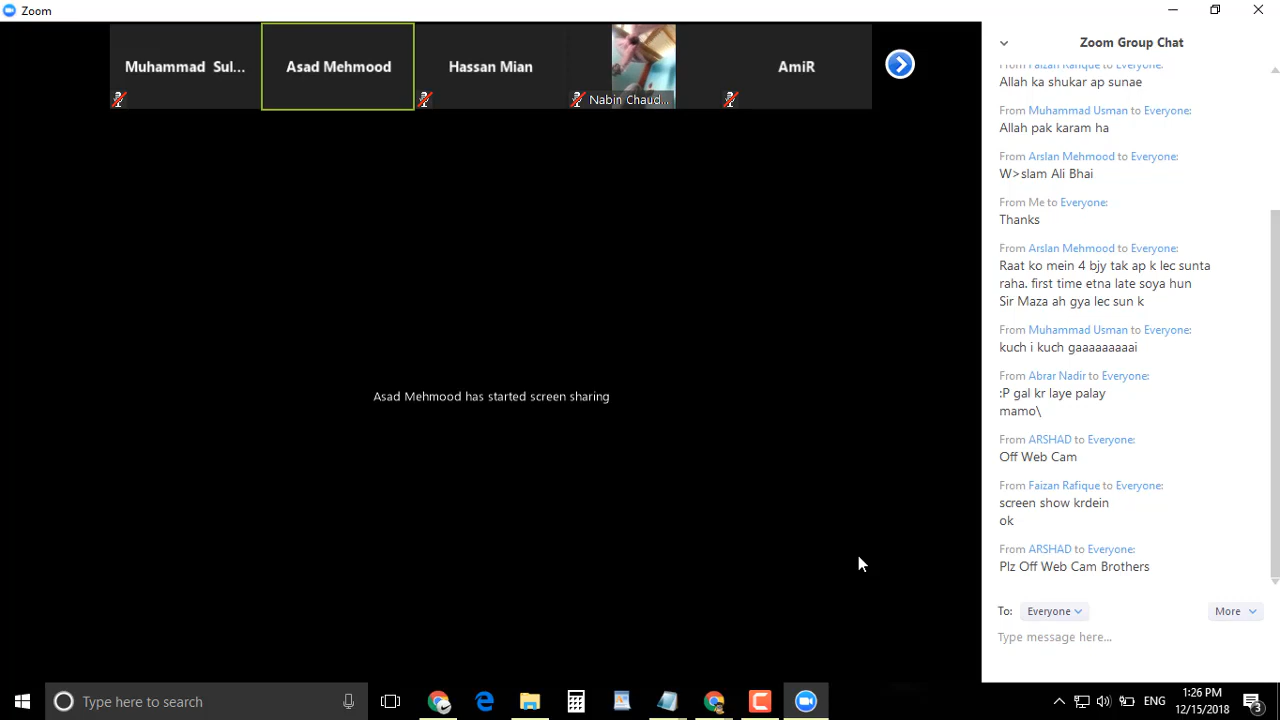 Zoom
Muhammad Sul...
Asad Mehmood
Hassan Mian
Nabin Chaud...
AmiR
Asad Mehmood has started screen sharing
Zoom Group Chat
From Faizan Rafique to Everyone:
Allah ka shukar ap sunae
From Muhammad Usman to Everyone:
Allah pak karam ha
From Arslan Mehmood to Everyone:
W>slam Ali Bhai
From Me to Everyone:
Thanks
From Arslan Mehmood to Everyone:
Raat ko mein 4 bjy tak ap k lec sunta
raha. first time etna late soya hun
Sir Maza ah gya lec sun k
From Muhammad Usman to Everyone:
kuch i kuch gaaaaaaaaai
From Abrar Nadir to Everyone:
:P gal kr laye palay
mamo\
From ARSHAD to Everyone:
Off Web Cam
From Faizan Rafique to Everyone:
screen show krdein
ok
From ARSHAD to Everyone:
Plz Off Web Cam Brothers
To: Everyone
More
Type message here...
Type here to search
ENG
1:26 PM
12/15/2018
3